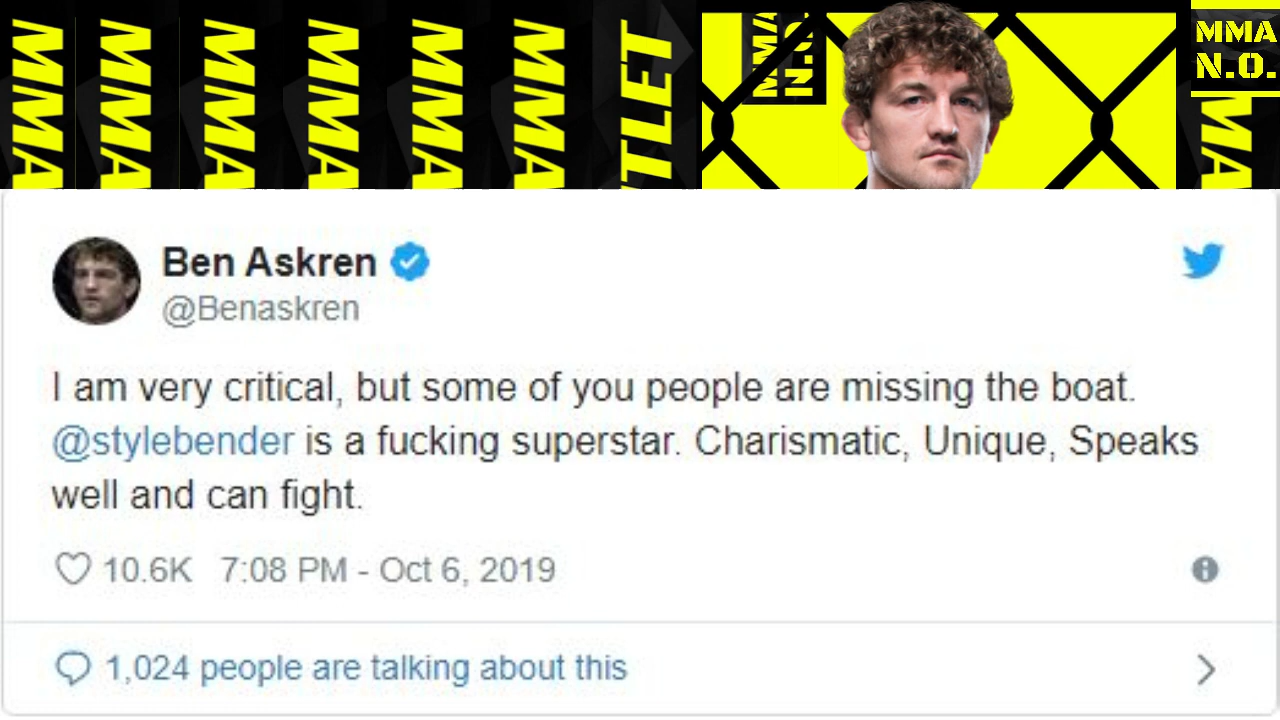 MMA
MMA
MMA
MMA
MMA
MMA
MMA
N.O.
MMA
N.O.
MMA
Ben Askren
@Benaskren
I am very critical, but some of you people are missing the boat.
@stylebender is a fucking superstar. Charismatic, Unique, Speaks
well and can fight.
10.6K 7:08 PM - Oct 6, 2019
1,024 people are talking about this